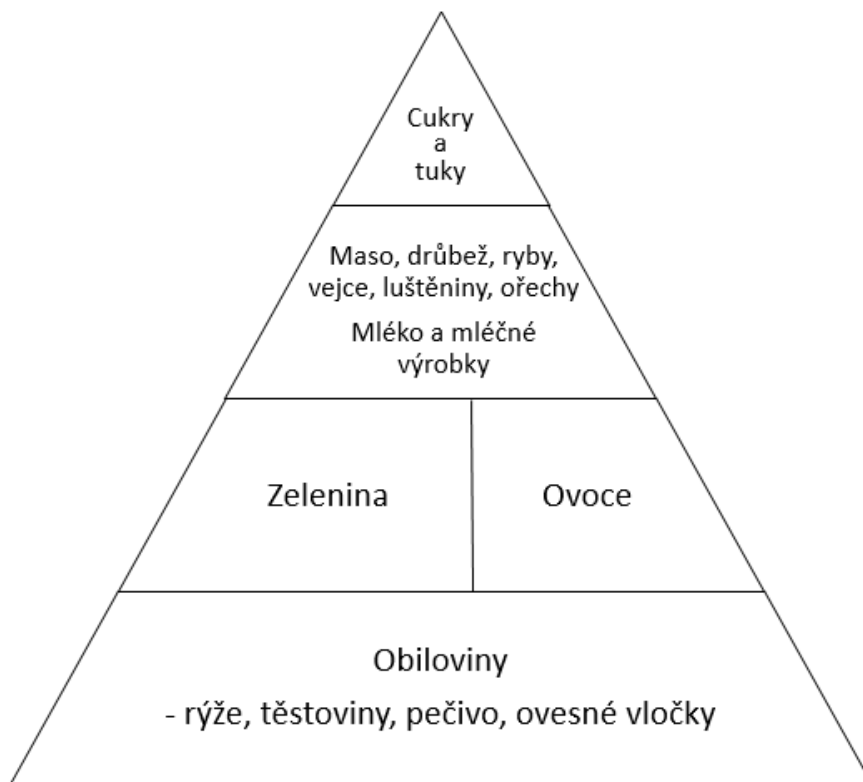 Cukry
a
tuky
Maso, drůbež, ryby,
vejce, luštěniny, ořechy
Mléko a mléčné
výrobky
Zelenina
Ovoce
Obiloviny
- rýže, těstoviny, pečivo, ovesné vločky